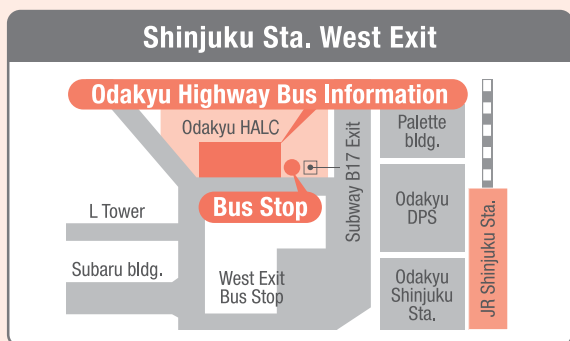 Shinjuku Sta. West Exit
Odakyu Highway Bus Information
Odakyu HALC
Palette
bldg.
Subway B17 Exit
Bus Stop
L Tower
Odakyu
DPS
Subaru bldg.
West Exit
Bus Stop
Odakyu
Shinjuku
Sta.
JR Shinjuku Sta.